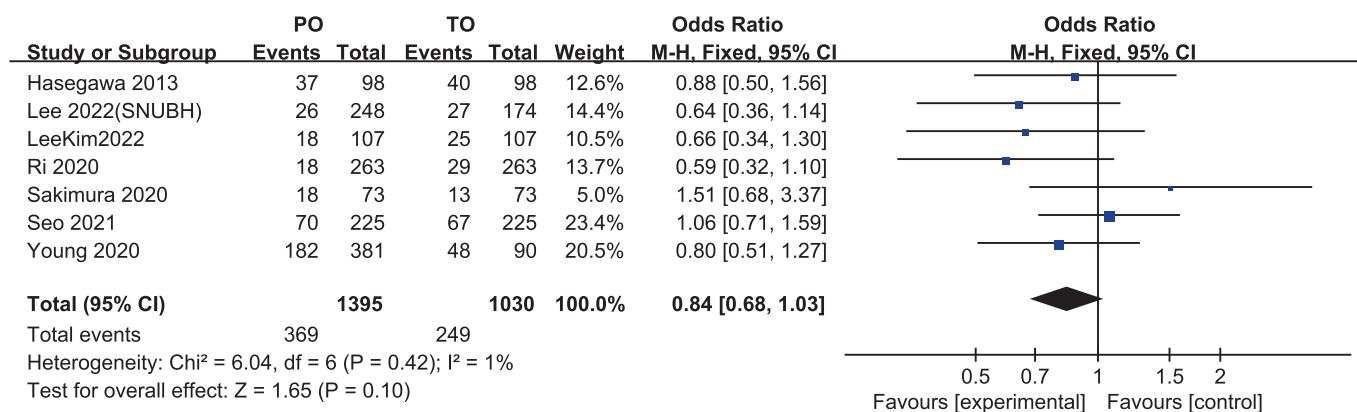 PO TO Odds Ratio Odds Ratio
Study or Subgroup Events Total Events Total Weight M-H, Fixed, 95% CI M-H, Fixed, 95% CI
Hasegawa 2013 37 98 40 98 12.6% 0.88 [0.50, 1.56]
Lee 2022(SNUBH) 26 248 27 174 14.4% 0.64 [0.36, 1.14]
LeeKim2022 18 107 25 107 10.5% 0.66 [0.34, 1.30]
Ri 2020 18 263 29 263 13.7% 0.59 [0.32, 1.10]
Sakimura 2020 18 73 13 73 5.0% 1.51 [0.68, 3.37]
Seo 2021 70 225 67 225 23.4% 1.06 [0.71, 1.59]
Young 2020 182 381 48 90 20.5% 0.80 [0.51, 1.27]
Total (95% CI) 1395 1030 100.0% 0.84 [0.68, 1.03]
Total events 369 249
Heterogeneity: Chi² = 6.04, df = 6 (P = 0.42); I² = 1%
Test for overall effect: Z = 1.65 (P = 0.10)
0.5 0.7 1 1.5 2
Favours [experimental] Favours [control]